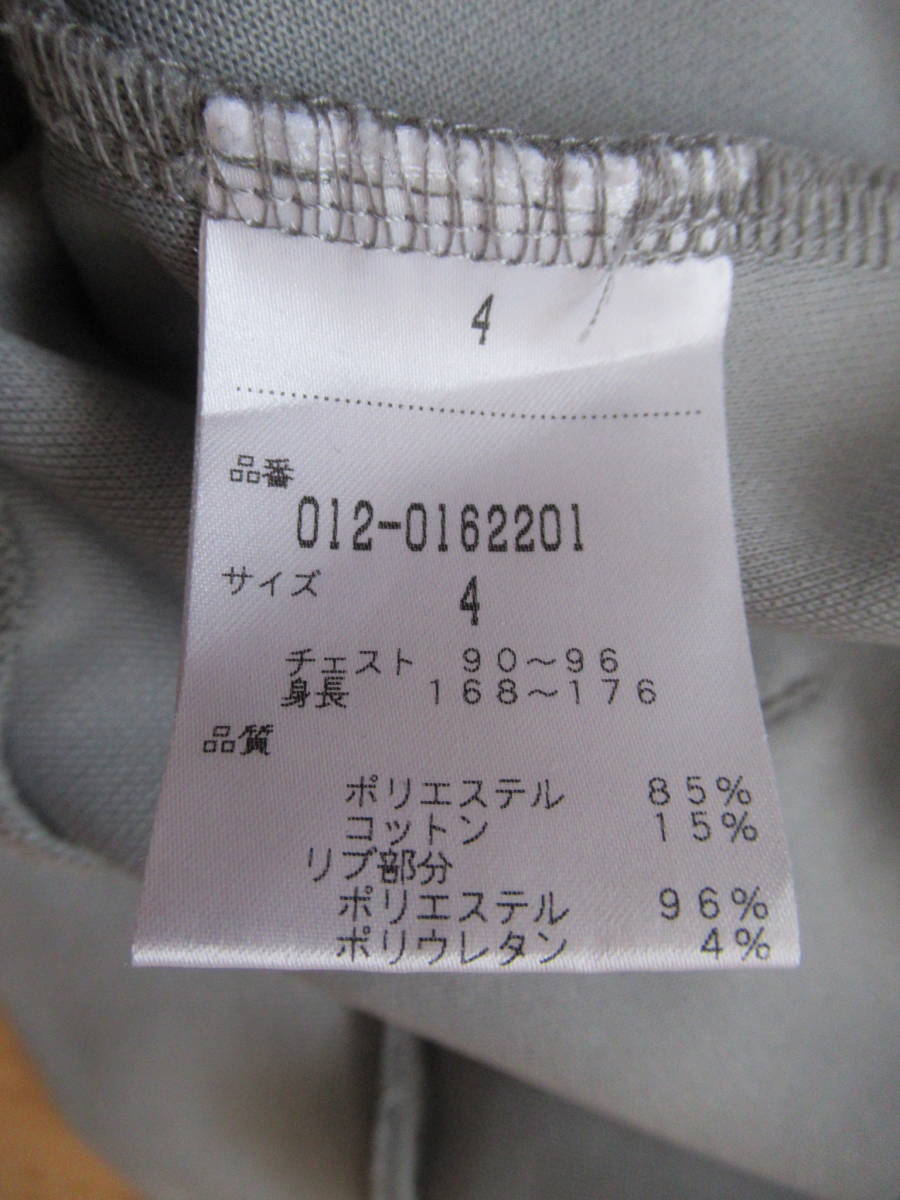 4
品番
012-0162201
サイズ 4
チェスト 90～96
身長 168～176
品質
ポリエステル 85%
コットン 15%
リブ部分
ポリエステル 96%
ポリウレタン 4%